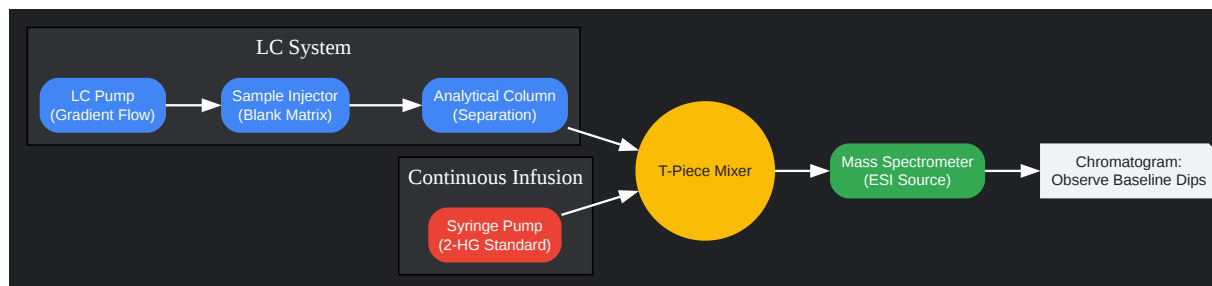 LC System
LC Pump
(Gradient Flow)
Sample Injector
(Blank Matrix)
Analytical Column
(Separation)
Continuous Infusion
Syringe Pump
(2-HG Standard)
T-Piece Mixer
Mass Spectrometer
(ESI Source)
Chromatogram:
Observe Baseline Dips